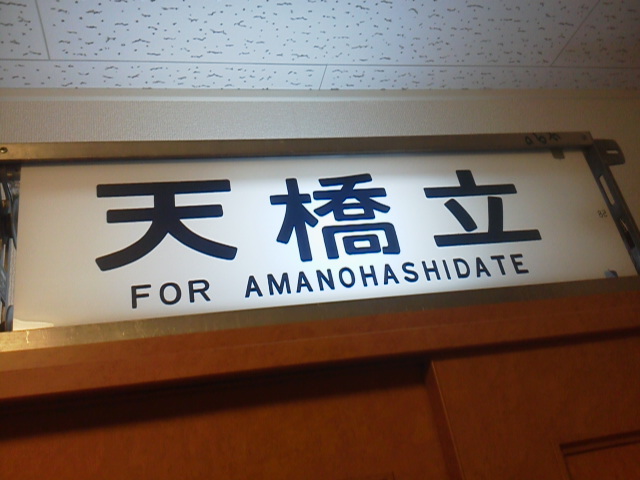 天橋立
FOR AMANOHASHIDATE